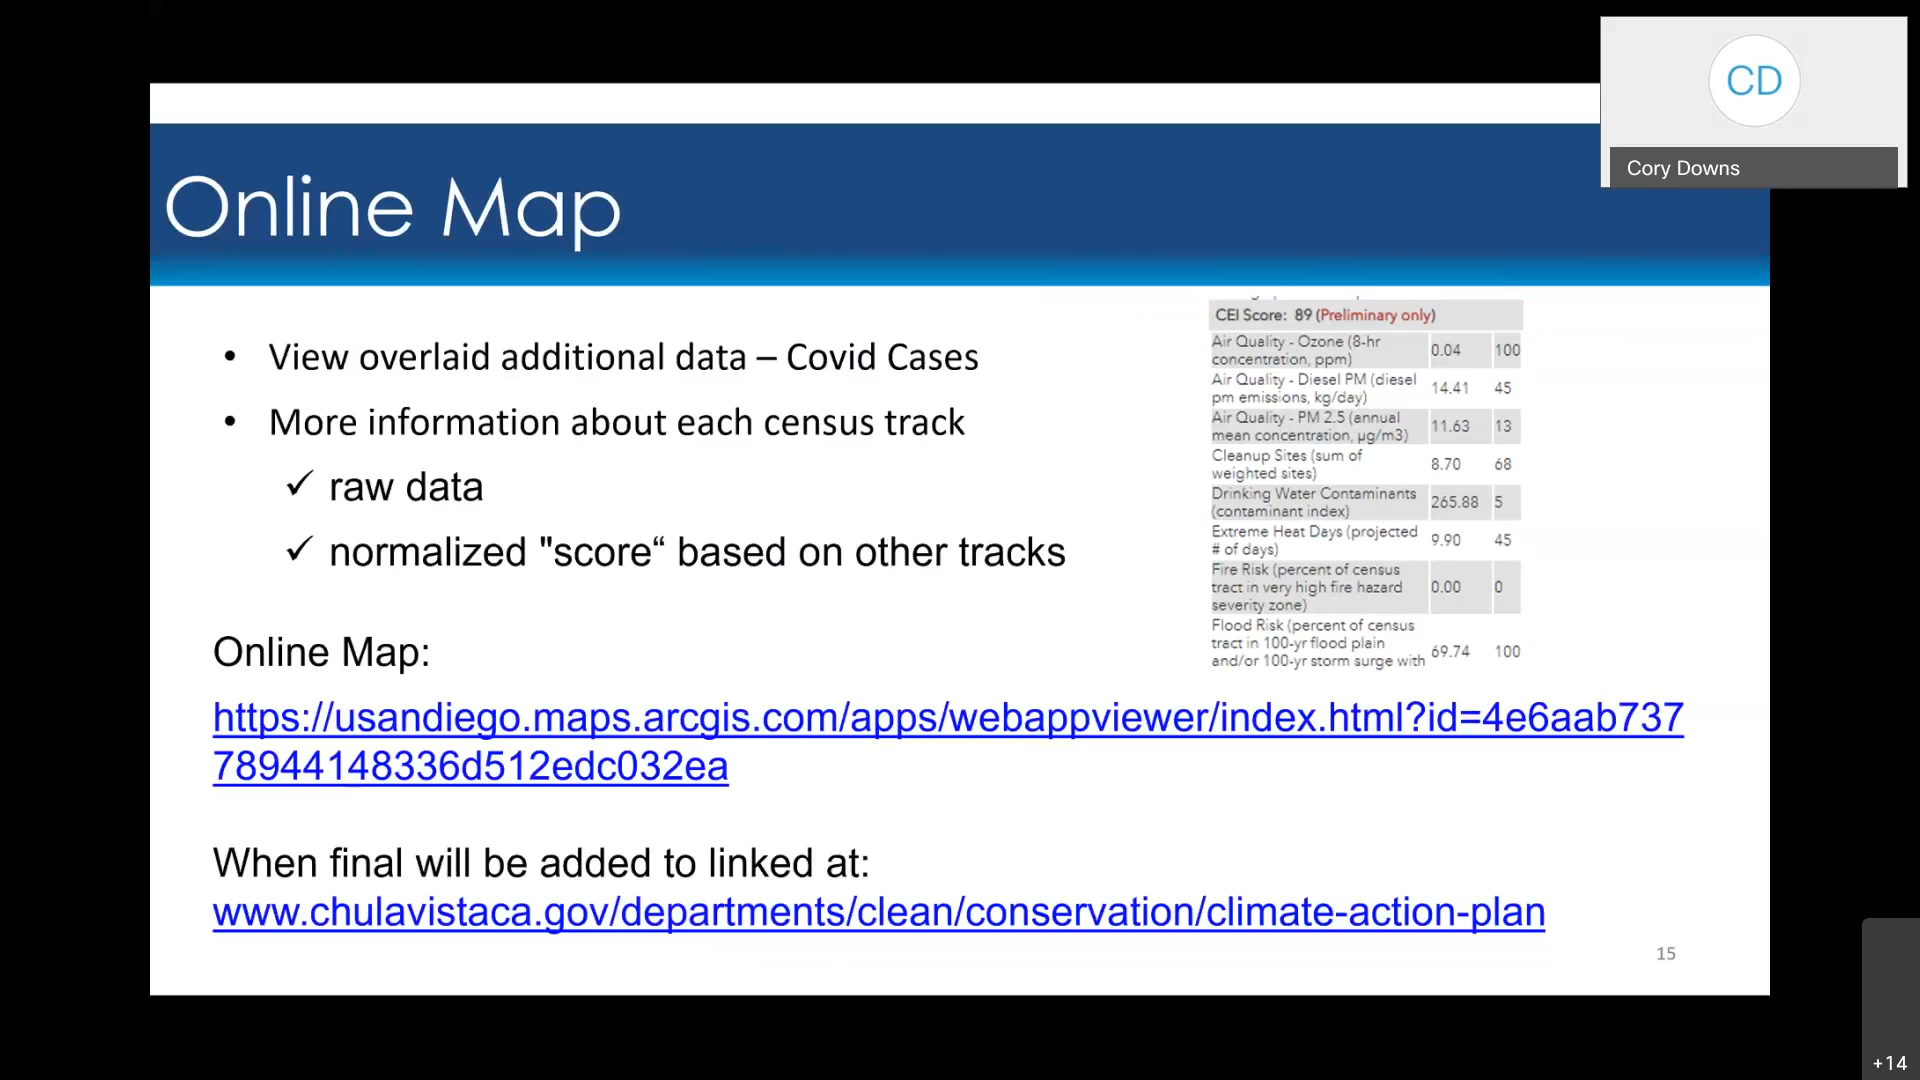 CD
Cory Downs
Online Map
• View overlaid additional data – Covid Cases
• More information about each census track
✓ raw data
✓ normalized "score“ based on other tracks
CEI Score: 89 (Preliminary only)
Air Quality - Ozone (8-hr
concentration, ppm) 0.04 100
Air Quality - Diesel PM (diesel
pm emissions, kg/day) 14.41 45
Air Quality - PM 2.5 (annual
mean concentration, µg/m3) 11.63 13
Cleanup Sites (sum of
weighted sites) 8.70 68
Drinking Water Contaminants
(contaminant index) 265.88 5
Extreme Heat Days (projected
# of days) 9.90 45
Fire Risk (percent of census
tract in very high fire hazard 0.00 0
severity zone)
Flood Risk (percent of census
tract in 100-yr flood plain 69.74 100
and/or 100-yr storm surge with
Online Map:
https://usandiego.maps.arcgis.com/apps/webappviewer/index.html?id=4e6aab737
78944148336d512edc032ea
When final will be added to linked at:
www.chulavistaca.gov/departments/clean/conservation/climate-action-plan
15
+14